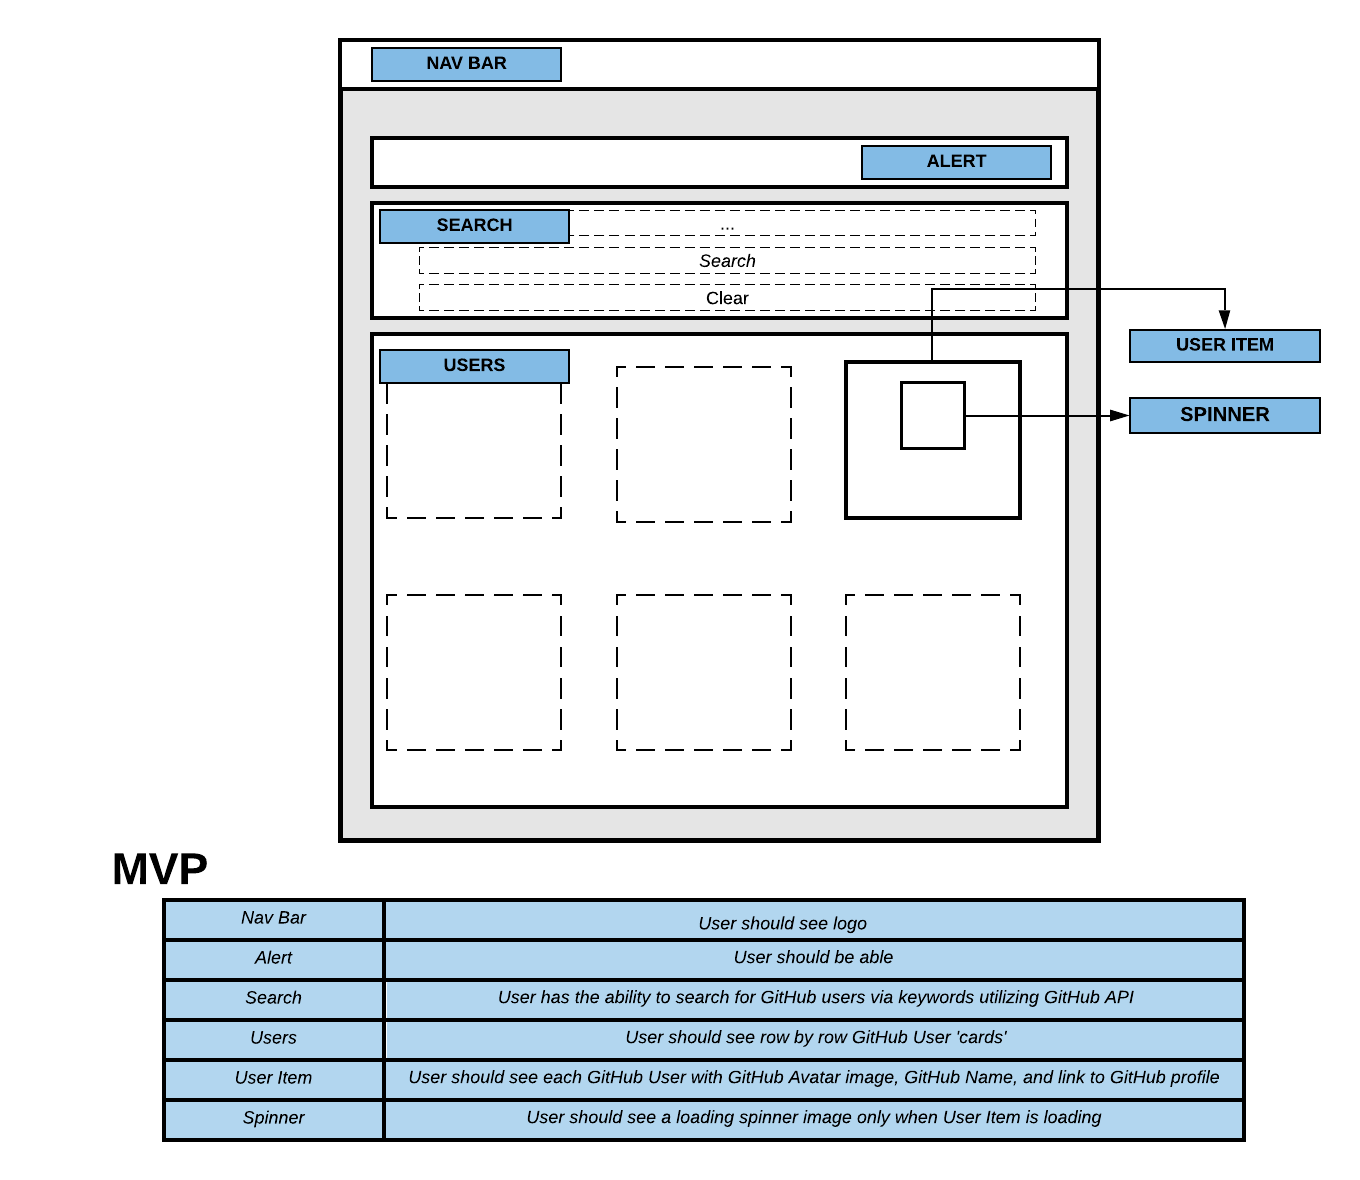 NAV BAR
ALERT
SEARCH
...
Search
Clear
USER ITEM
USERS
SPINNER
MVP
Nav Bar
User should see logo
Alert
User should be able
Search
User has the ability to search for GitHub users via keywords utilizing GitHub API
Users
User should see row by row GitHub User 'cards'
User Item
User should see each GitHub User with GitHub Avatar image, GitHub Name, and link to GitHub profile
Spinner
User should see a loading spinner image only when User Item is loading